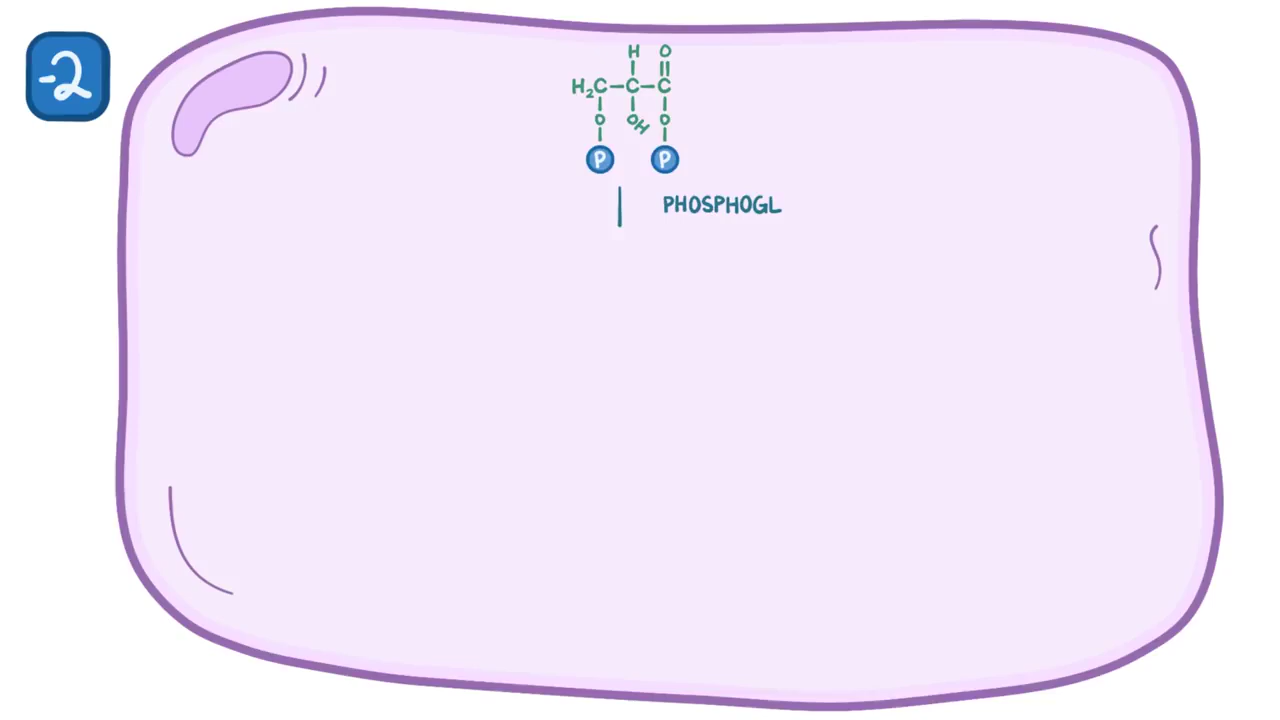 -2
H O
H₂C-C-C
O OH O
P P
PHOSPHOGL